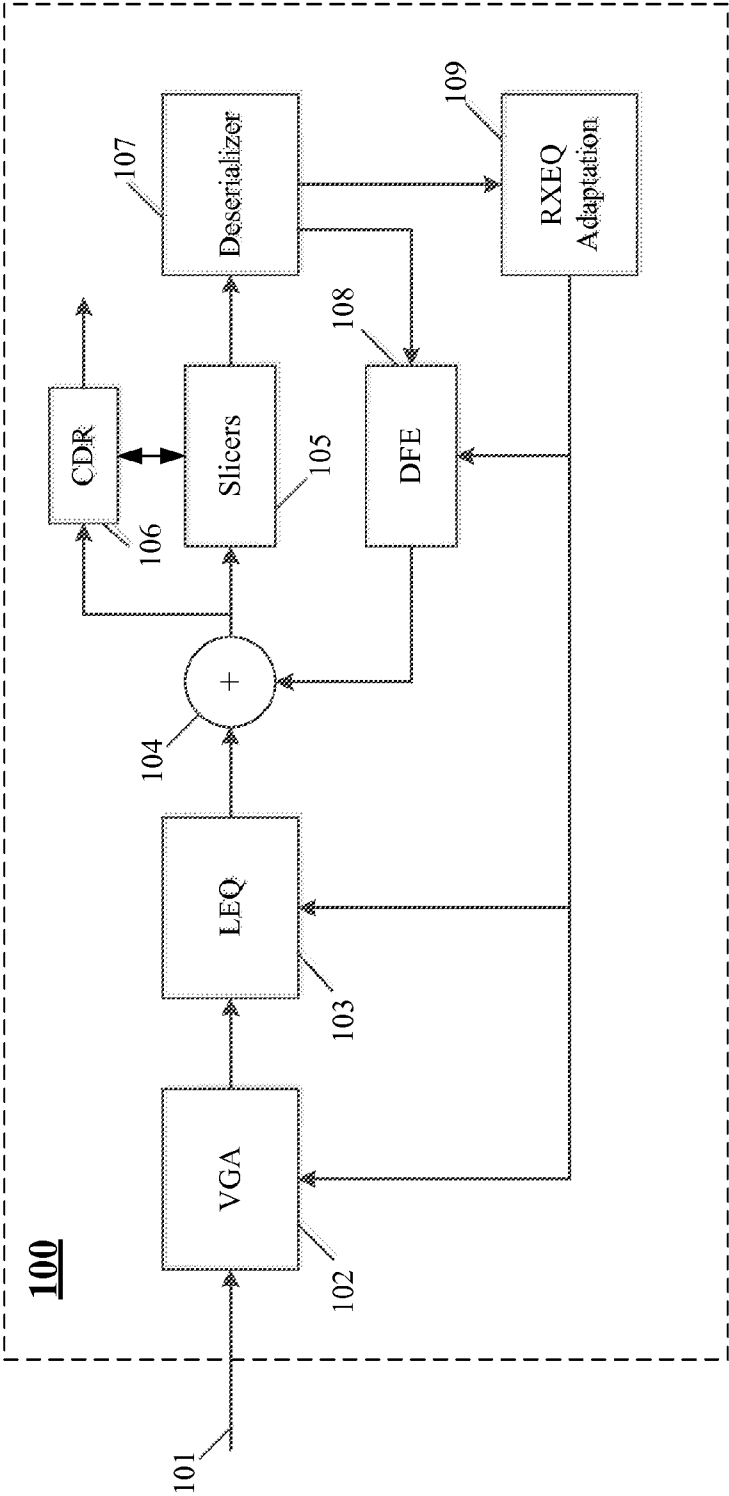 100
101
VGA
102
LEQ
103
+
104
CDR
106
Slicers
105
DFE
108
Deserializer
107
RXEQ
Adaptation
109